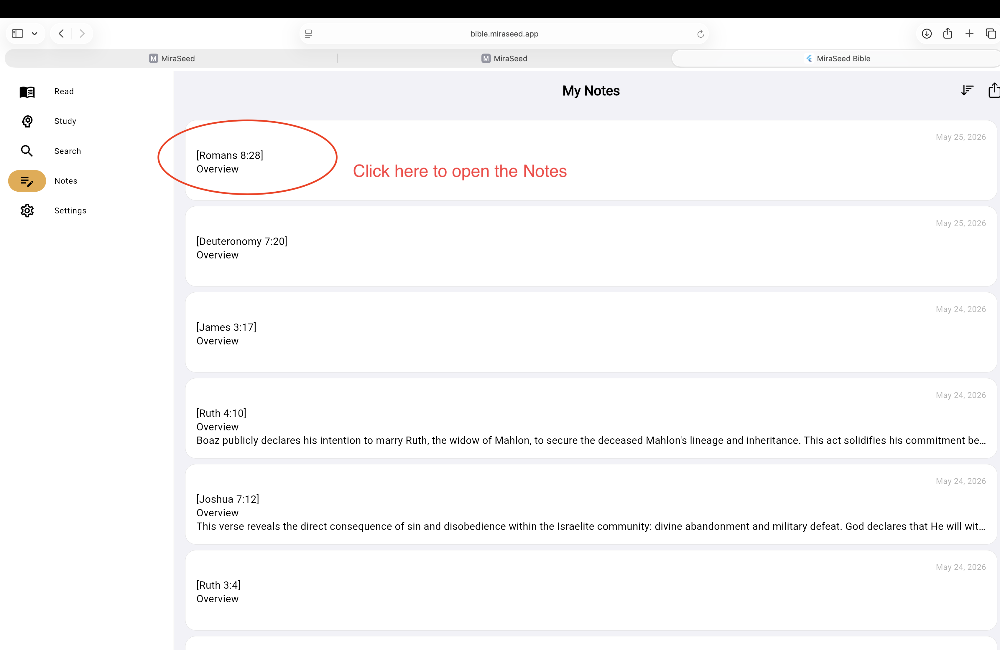 bible.miraseed.app
M MiraSeed
M MiraSeed
MiraSeed Bible
Read
Study
Search
Notes
Settings
My Notes
May 25, 2026
[Romans 8:28]
Overview
Click here to open the Notes
May 25, 2026
[Deuteronomy 7:20]
Overview
May 24, 2026
[James 3:17]
Overview
May 24, 2026
[Ruth 4:10]
Overview
Boaz publicly declares his intention to marry Ruth, the widow of Mahlon, to secure the deceased Mahlon's lineage and inheritance. This act solidifies his commitment be...
May 24, 2026
[Joshua 7:12]
Overview
This verse reveals the direct consequence of sin and disobedience within the Israelite community: divine abandonment and military defeat. God declares that He will wit...
May 24, 2026
[Ruth 3:4]
Overview